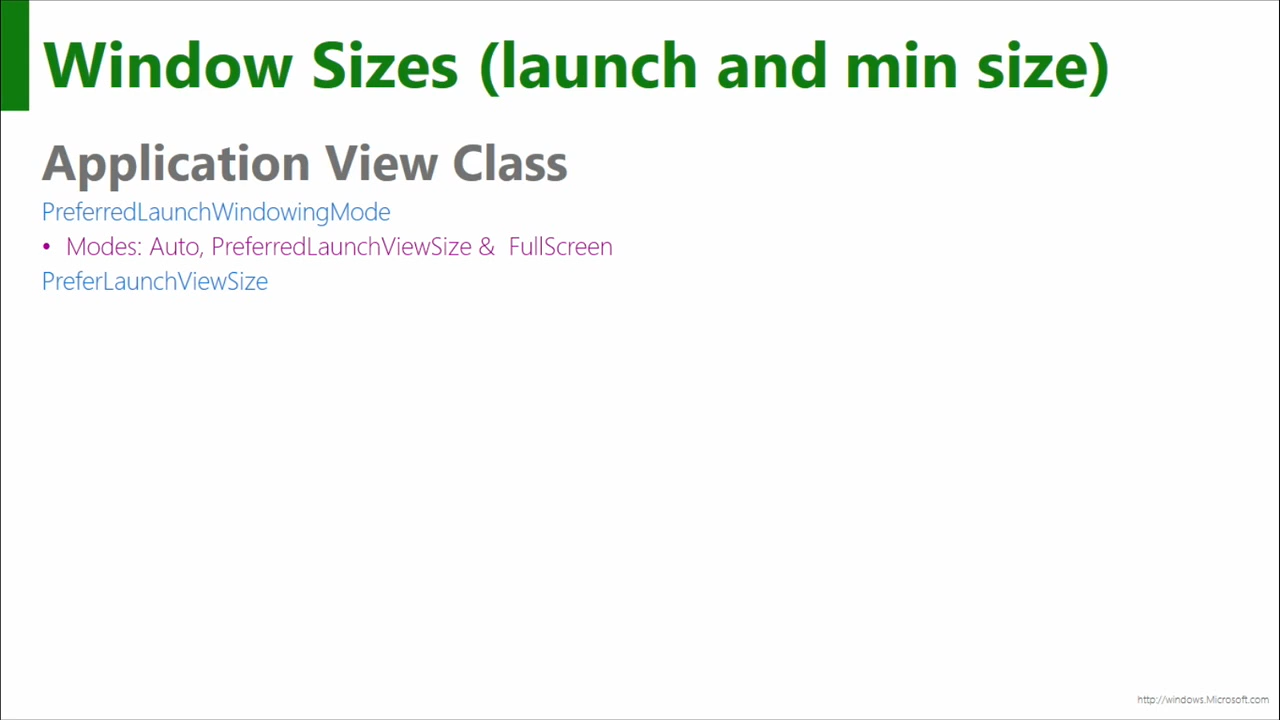 Window Sizes (launch and min size)
Application View Class
PreferredLaunchWindowingMode
• Modes: Auto, PreferredLaunchViewSize & FullScreen
PreferLaunchViewSize
http://windows.Microsoft.com